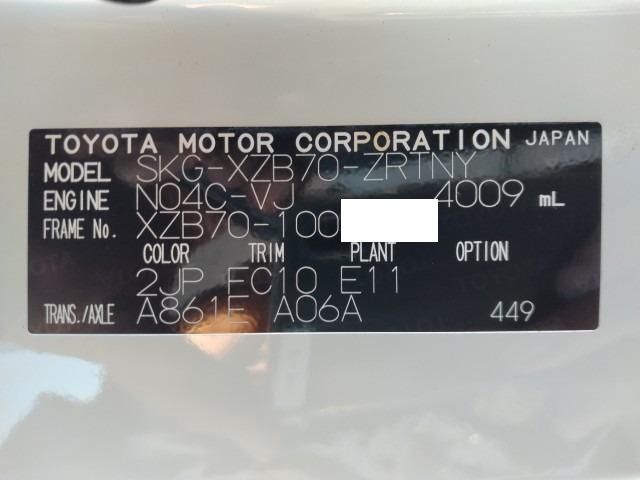 TOYOTA MOTOR CORPORATION JAPAN
MODEL SKG-XZB70-ZRTNY
ENGINE N04C-VJ 4009 mL
FRAME No. XZB70-100
COLOR TRIM PLANT OPTION
2JP EC10 E11
TRANS./AXLE A861E A06A 449